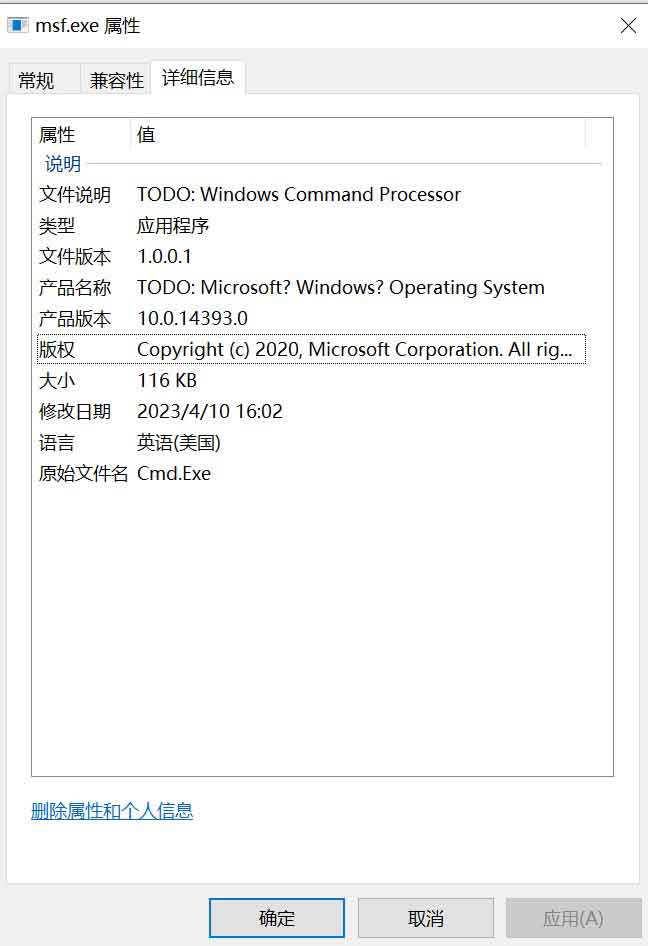 msf.exe 属性
常规 兼容性 详细信息
属性 值
说明
文件说明 TODO: Windows Command Processor
类型 应用程序
文件版本 1.0.0.1
产品名称 TODO: Microsoft? Windows? Operating System
产品版本 10.0.14393.0
版权 Copyright (c) 2020, Microsoft Corporation. All rig...
大小 116 KB
修改日期 2023/4/10 16:02
语言 英语(美国)
原始文件名 Cmd.Exe
删除属性和个人信息
确定 取消 应用(A)